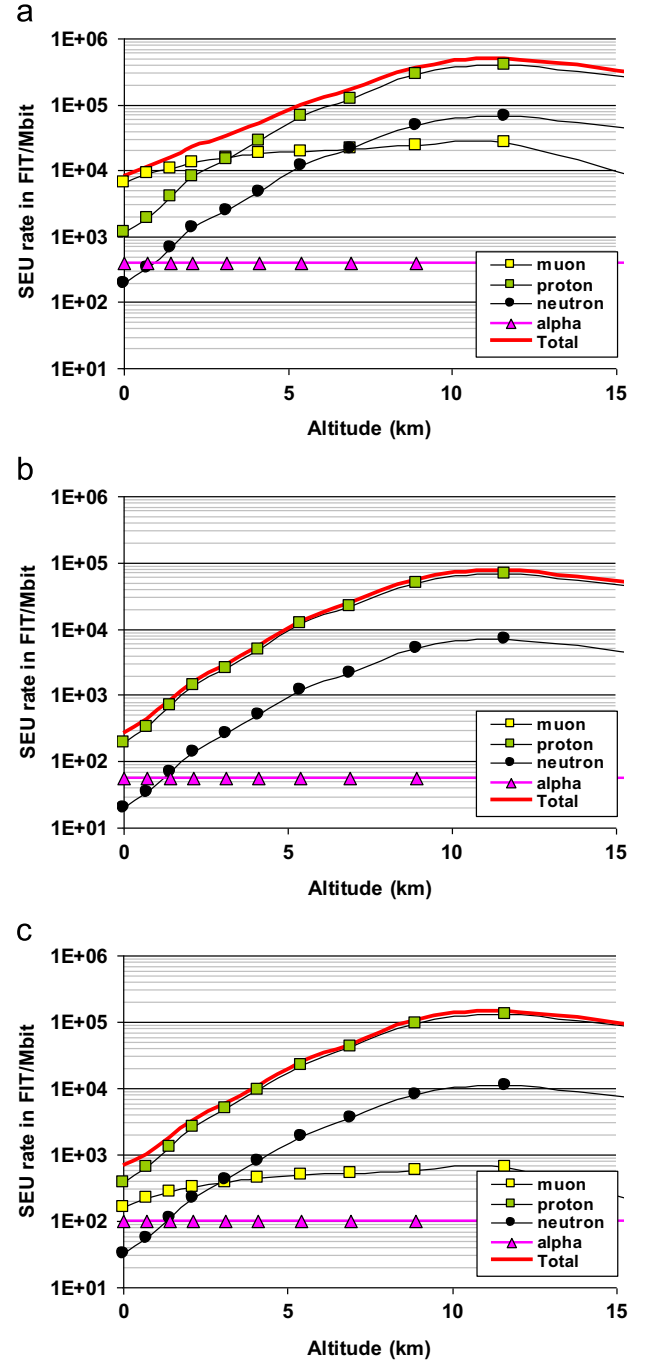 a
1E+06
1E+05
1E+04
1E+03
1E+02
1E+01
SEU rate in FIT/Mbit
muon
proton
neutron
alpha
Total
0 5 10 15
Altitude (km)
b
1E+06
1E+05
1E+04
1E+03
1E+02
1E+01
SEU rate in FIT/Mbit
muon
proton
neutron
alpha
Total
0 5 10 15
Altitude (km)
c
1E+06
1E+05
1E+04
1E+03
1E+02
1E+01
SEU rate in FIT/Mbit
muon
proton
neutron
alpha
Total
0 5 10 15
Altitude (km)